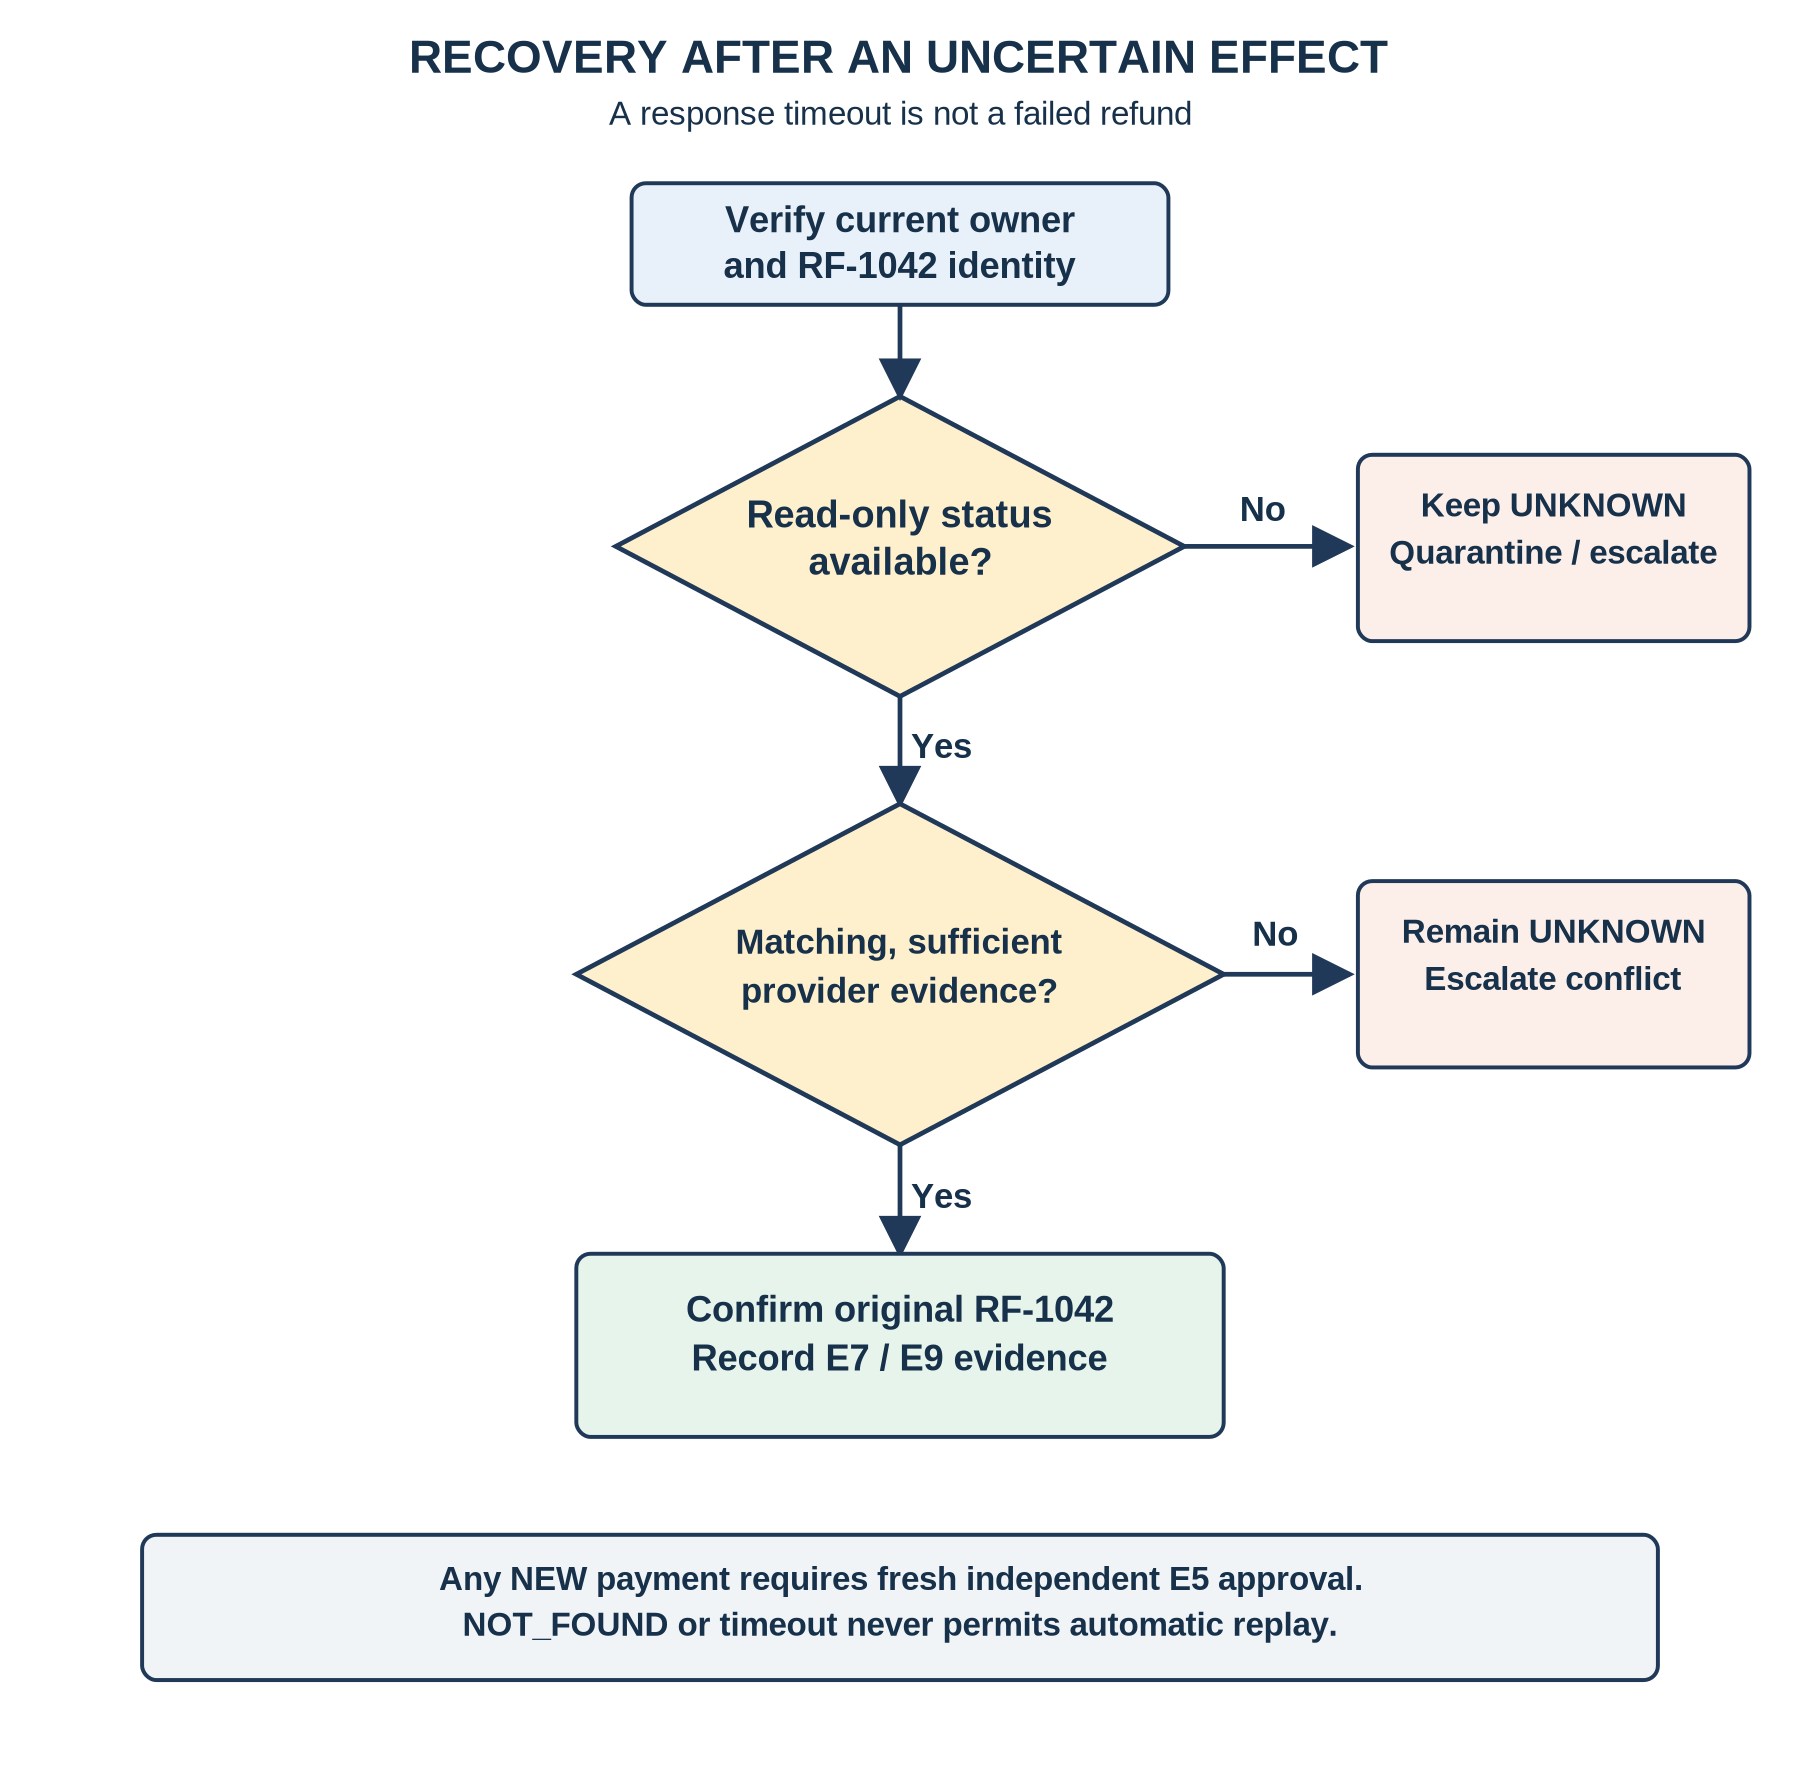 RECOVERY AFTER AN UNCERTAIN EFFECT
A response timeout is not a failed refund
Verify current owner
and RF-1042 identity
Read-only status
available?
No
Keep UNKNOWN
Quarantine / escalate
Yes
Matching, sufficient
provider evidence?
No
Remain UNKNOWN
Escalate conflict
Yes
Confirm original RF-1042
Record E7 / E9 evidence
Any NEW payment requires fresh independent E5 approval.
NOT_FOUND or timeout never permits automatic replay.